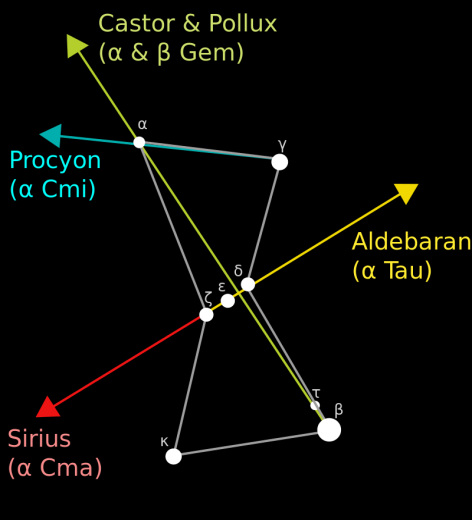 Castor & Pollux
(α & β Gem)
α
γ
Procyon
(α Cmi)
Aldebaran
(α Tau)
δ
ε
ζ
τ
β
Sirius
(α Cma)
κ